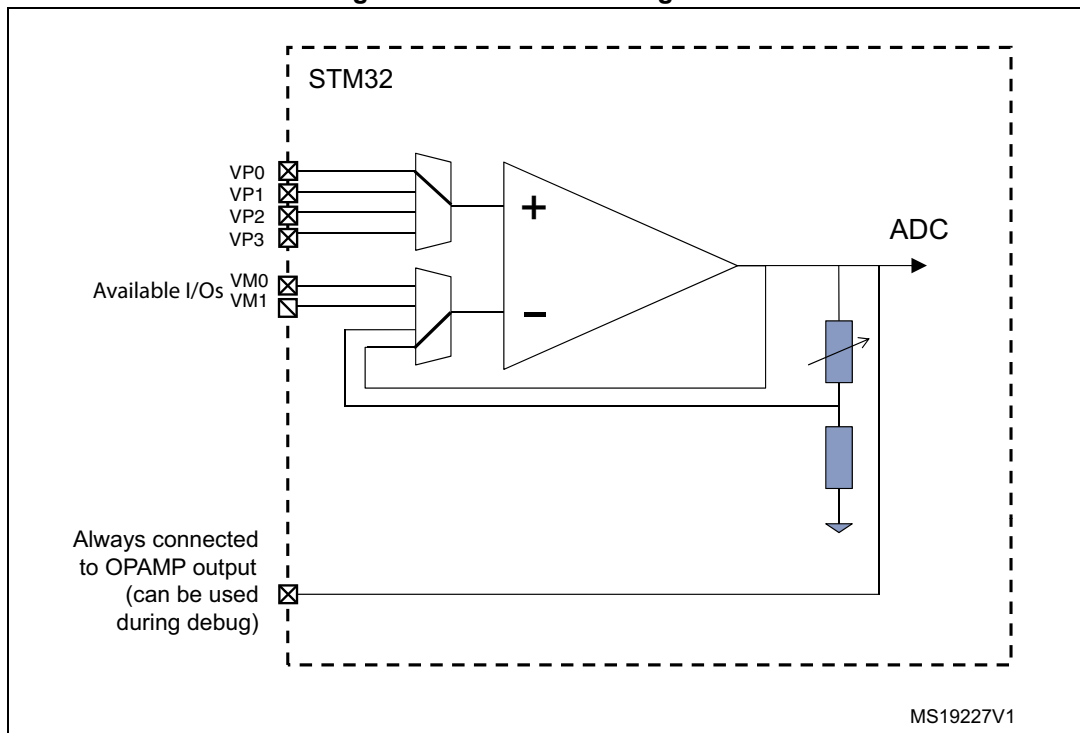 STM32
VP0
VP1
VP2
VP3
+
ADC
Available I/Os
VM0
VM1
−
Always connected
to OPAMP output
(can be used
during debug)
MS19227V1